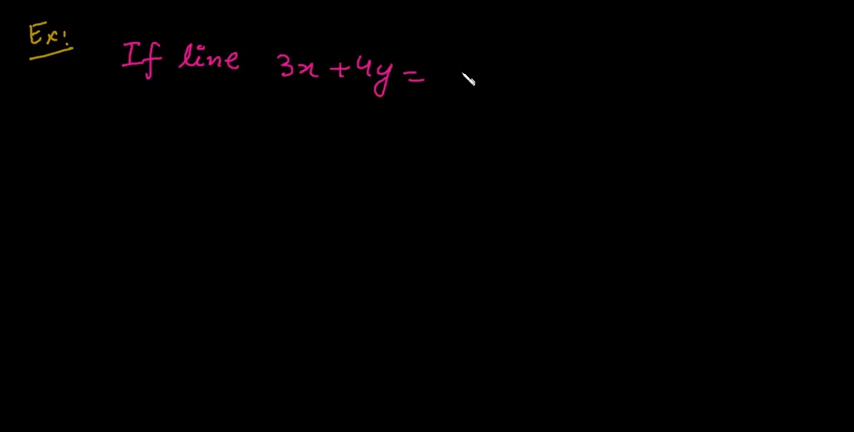 Ex: If line 3x + 4y =